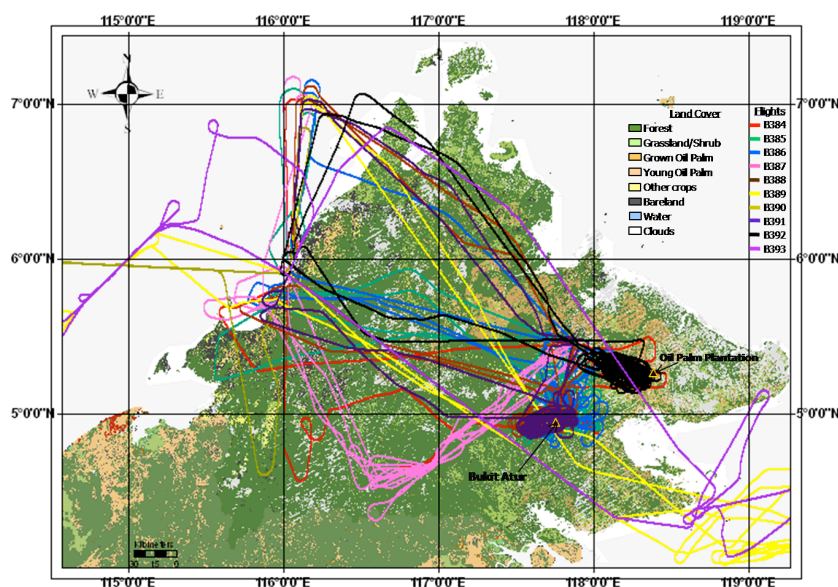 115°0'0"E 116°0'0"E 117°0'0"E 118°0'0"E 119°0'0"E
N
W E
S
7°0'0"N 7°0'0"N
Land Cover
Forest
Grassland/Shrub
Grown Oil Palm
Young Oil Palm
Other crops
Bareland
Water
Clouds
Flights
B384
B385
B386
B387
B388
B389
B390
B391
B392
B393
6°0'0"N 6°0'0"N
Oil Palm Plantation
5°0'0"N 5°0'0"N
Bukit Atur
30 15 0
115°0'0"E 116°0'0"E 117°0'0"E 118°0'0"E 119°0'0"E